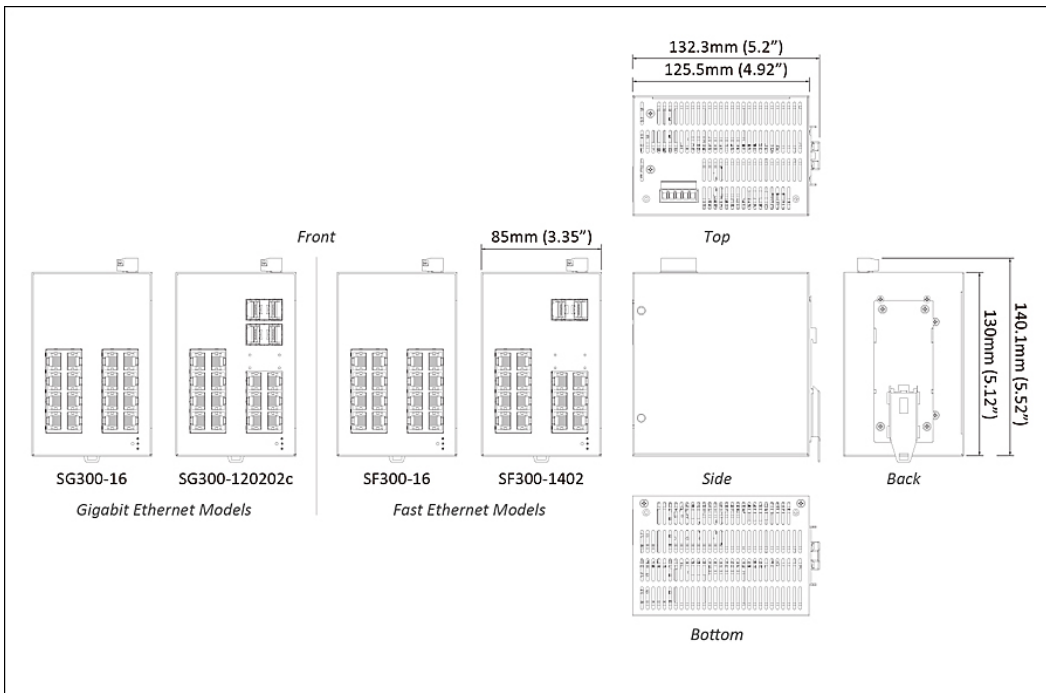 132.3mm (5.2”)
125.5mm (4.92”)
Top
Front
85mm (3.35”)
SG300-16
SG300-120202c
SF300-16
SF300-1402
Gigabit Ethernet Models
Fast Ethernet Models
Side
Back
130mm (5.12”)
140.1mm (5.52”)
Bottom